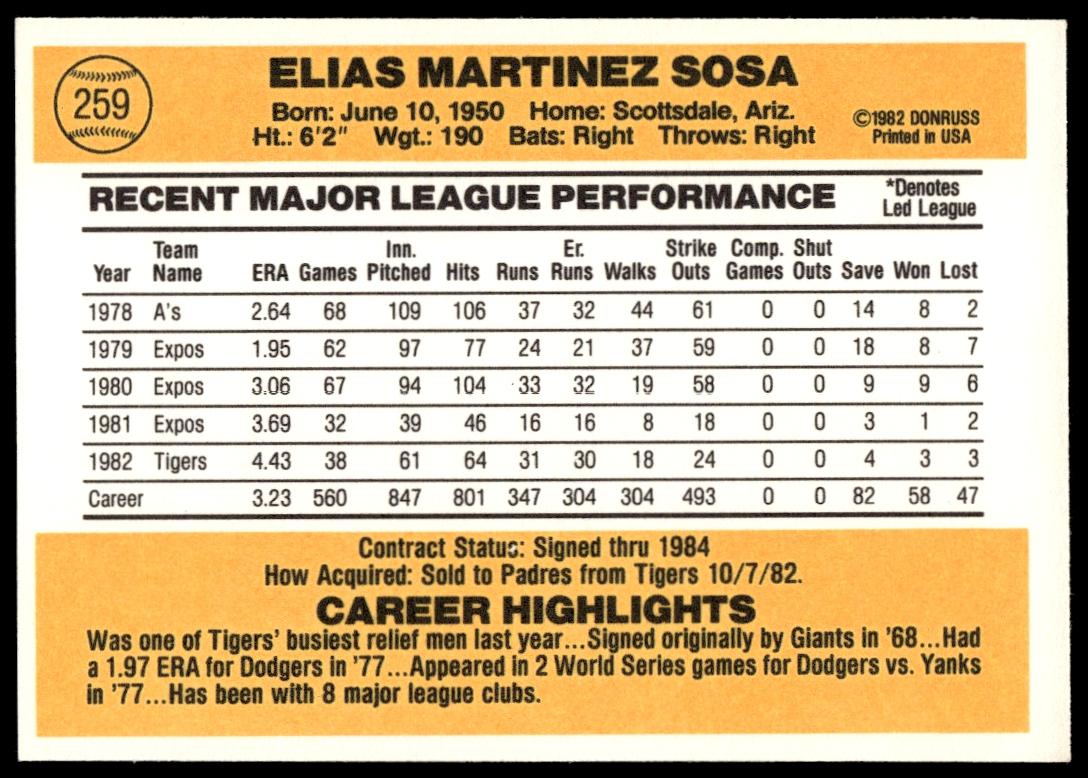 259
ELIAS MARTINEZ SOSA
Born: June 10, 1950 Home: Scottsdale, Ariz.
Ht.: 6'2" Wgt.: 190 Bats: Right Throws: Right
©1982 DONRUSS
Printed in USA
RECENT MAJOR LEAGUE PERFORMANCE
*Denotes
Led League
Year Team Name ERA Games Inn. Pitched Hits Runs Er. Runs Walks Strike Outs Comp. Games Shut Outs Save Won Lost
1978 A's 2.64 68 109 106 37 32 44 61 0 0 14 8 2
1979 Expos 1.95 62 97 77 24 21 37 59 0 0 18 8 7
1980 Expos 3.06 67 94 104 33 32 19 58 0 0 9 9 6
1981 Expos 3.69 32 39 46 16 16 8 18 0 0 3 1 2
1982 Tigers 4.43 38 61 64 31 30 18 24 0 0 4 3 3
Career 3.23 560 847 801 347 304 304 493 0 0 82 58 47
Contract Status: Signed thru 1984
How Acquired: Sold to Padres from Tigers 10/7/82.
CAREER HIGHLIGHTS
Was one of Tigers' busiest relief men last year...Signed originally by Giants in '68...Had
a 1.97 ERA for Dodgers in '77...Appeared in 2 World Series games for Dodgers vs. Yanks
in '77...Has been with 8 major league clubs.